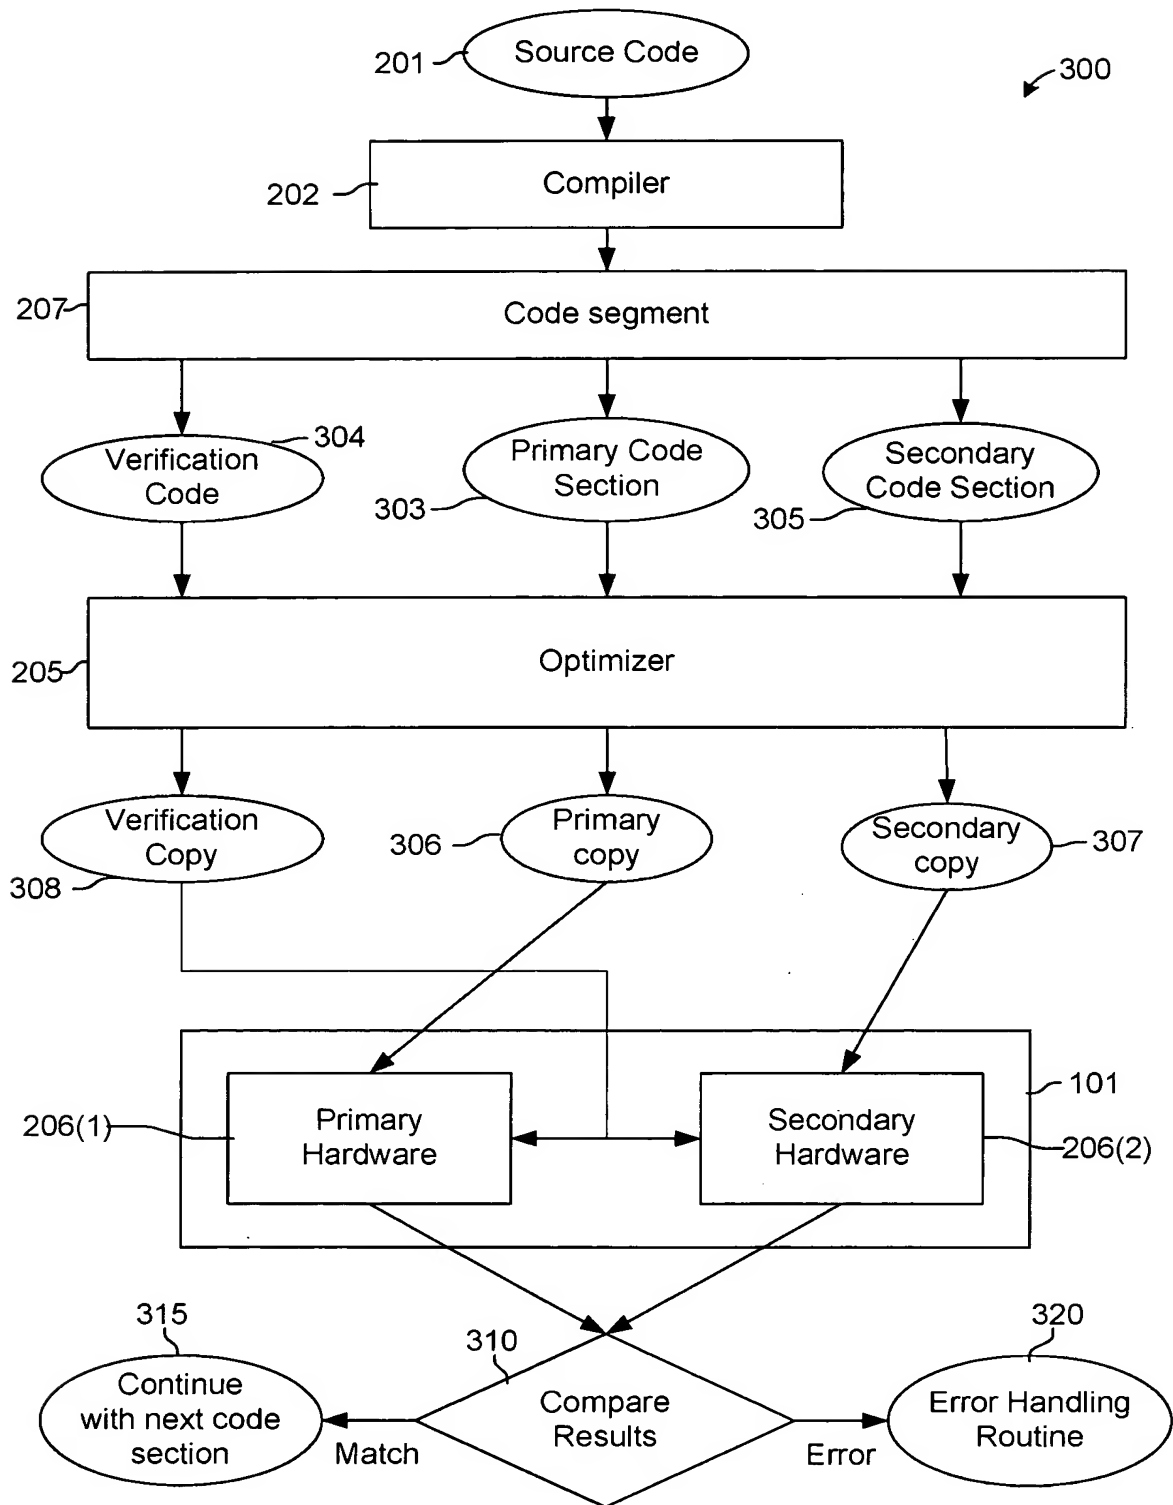 Source Code
201
300
Compiler
202
207
Code segment
304
Verification
Code
Primary Code
Section
303
Secondary
Code Section
305
205
Optimizer
Verification
Copy
308
306
Primary
copy
Secondary
copy
307
101
206(1)
Primary
Hardware
Secondary
Hardware
206(2)
315
310
320
Continue
with next code
section
Match
Compare
Results
Error
Error Handling
Routine